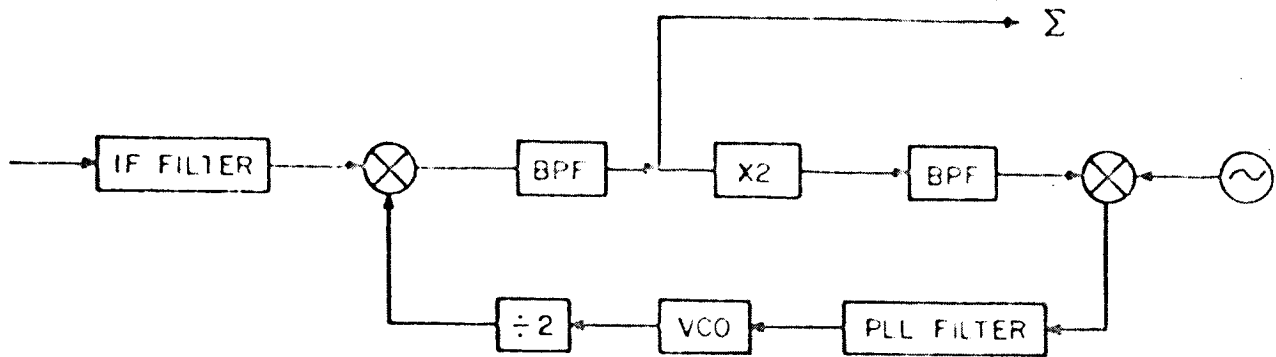 Σ
IF FILTER
BPF
X2
BPF
÷2
VCO
PLL FILTER